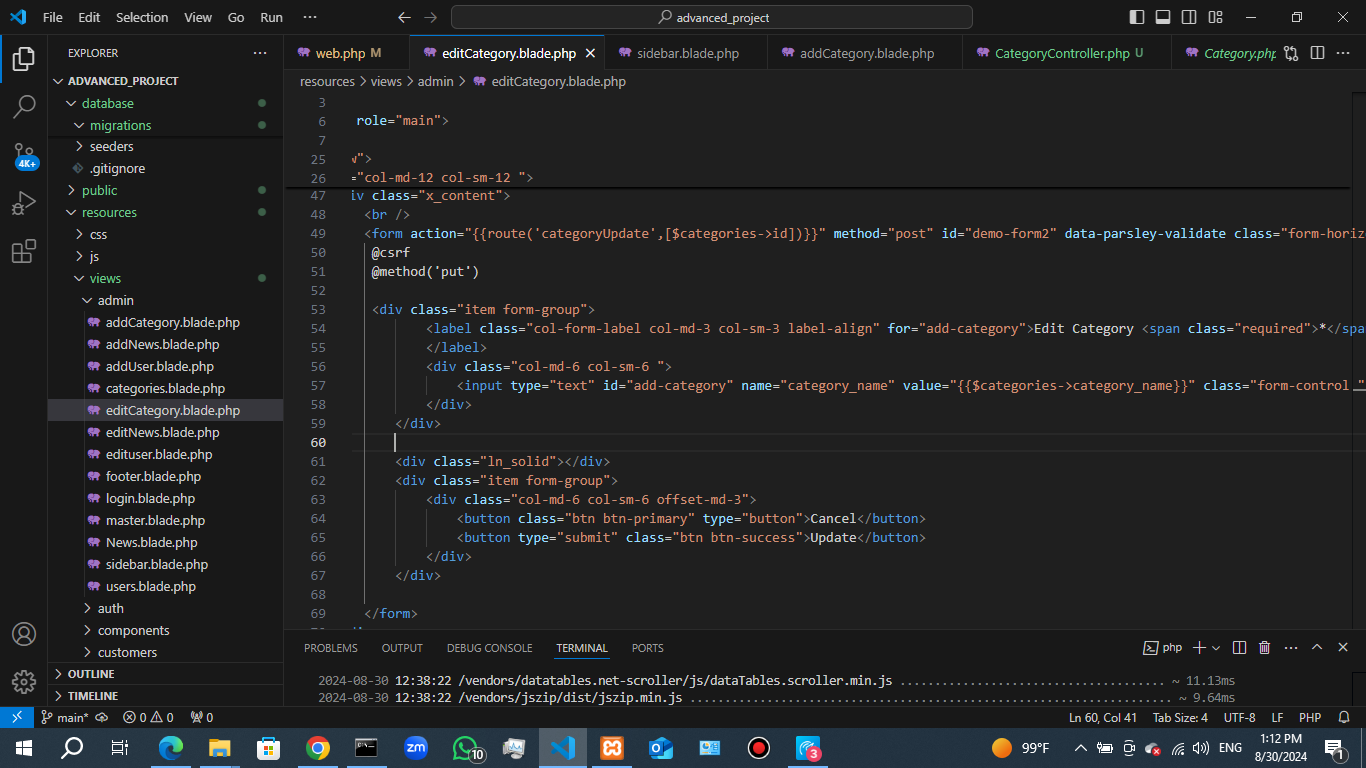 File Edit Selection View Go Run ··· advanced_project
EXPLORER ···
ADVANCED_PROJECT
database
migrations
seeders
.gitignore
public
resources
css
js
views
admin
addCategory.blade.php
addNews.blade.php
addUser.blade.php
categories.blade.php
editCategory.blade.php
editNews.blade.php
edituser.blade.php
footer.blade.php
login.blade.php
master.blade.php
News.blade.php
sidebar.blade.php
users.blade.php
auth
components
customers
OUTLINE
TIMELINE
4K+
web.php M editCategory.blade.php sidebar.blade.php addCategory.blade.php CategoryController.php U Category.php ···
resources > views > admin > editCategory.blade.php
3
6 role="main">
7
25 ">
26 ="col-md-12 col-sm-12 ">
47 iv class="x_content">
48 <br />
49 <form action="{{route('categoryUpdate',[$categories->id])}}" method="post" id="demo-form2" data-parsley-validate class="form-horiz
50 @csrf
51 @method('put')
52
53 <div class="item form-group">
54 <label class="col-form-label col-md-3 col-sm-3 label-align" for="add-category">Edit Category <span class="required">*</spa
55 </label>
56 <div class="col-md-6 col-sm-6 ">
57 <input type="text" id="add-category" name="category_name" value="{{$categories->category_name}}" class="form-control "
58 </div>
59 </div>
60
61 <div class="ln_solid"></div>
62 <div class="item form-group">
63 <div class="col-md-6 col-sm-6 offset-md-3">
64 <button class="btn btn-primary" type="button">Cancel</button>
65 <button type="submit" class="btn btn-success">Update</button>
66 </div>
67 </div>
68
69 </form>
PROBLEMS OUTPUT DEBUG CONSOLE TERMINAL PORTS php ···
2024-08-30 12:38:22 /vendors/datatables.net-scroller/js/dataTables.scroller.min.js ................................... ~ 11.13ms
2024-08-30 12:38:22 /vendors/jszip/dist/jszip.min.js ................................................................ ~ 9.64ms
main* 0 0 0 Ln 60, Col 41 Tab Size: 4 UTF-8 LF PHP
zm 10 3 99°F ENG 1:12 PM
8/30/2024 1